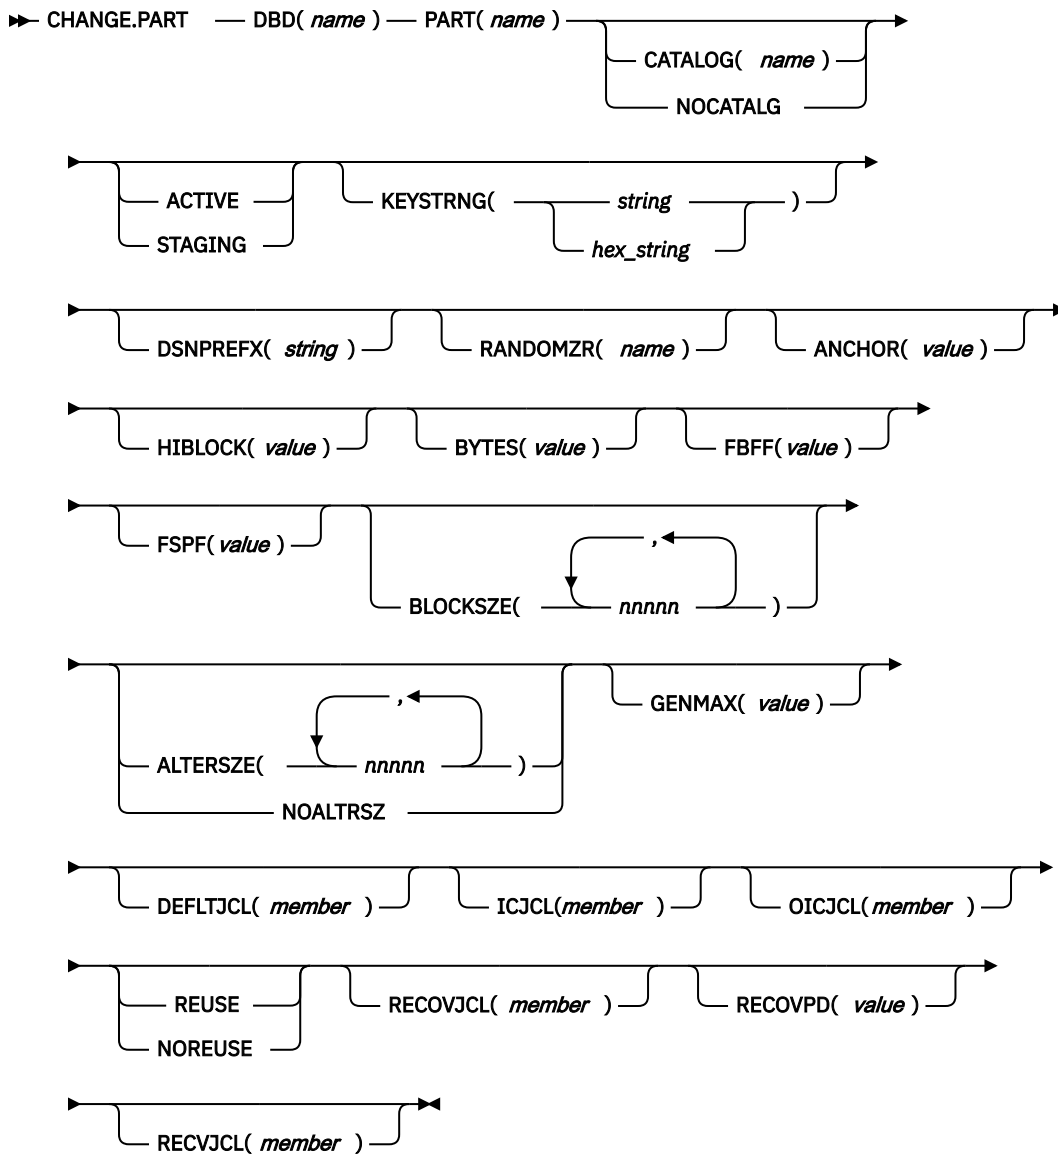 CHANGE.PART DBD( name ) PART( name )
CATALOG( name )
NOCATALG
ACTIVE
STAGING
KEYSTRNG( string )
hex_string
DSNPREFX( string ) RANDOMZR( name ) ANCHOR( value )
HIBLOCK( value ) BYTES( value ) FBFF( value )
FSPF( value )
,
BLOCKSZE( nnnnn )
,
ALTERSZE( nnnnn )
NOALTRSZ
GENMAX( value )
DEFLTJCL( member ) ICJCL(member ) OICJCL(member )
REUSE
NOREUSE
RECOVJCL( member ) RECOVPD( value )
RECVJCL( member )